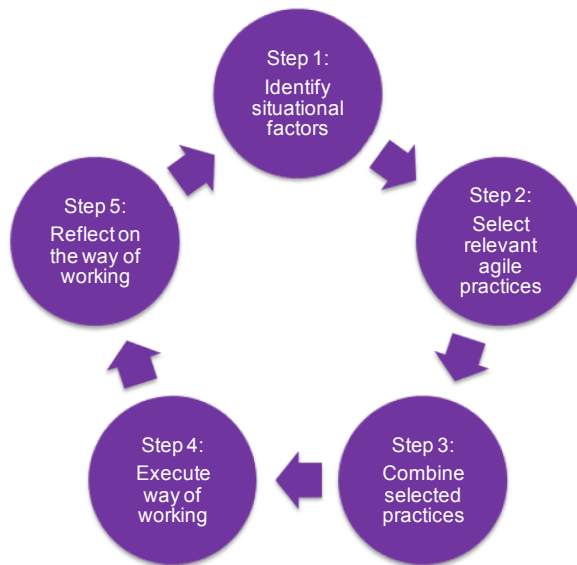 Step 1:
Identify
situational
factors
Step 2:
Select
relevant
agile
practices
Step 3:
Combine
selected
practices
Step 4:
Execute
way of
working
Step 5:
Reflect on
the way of
working